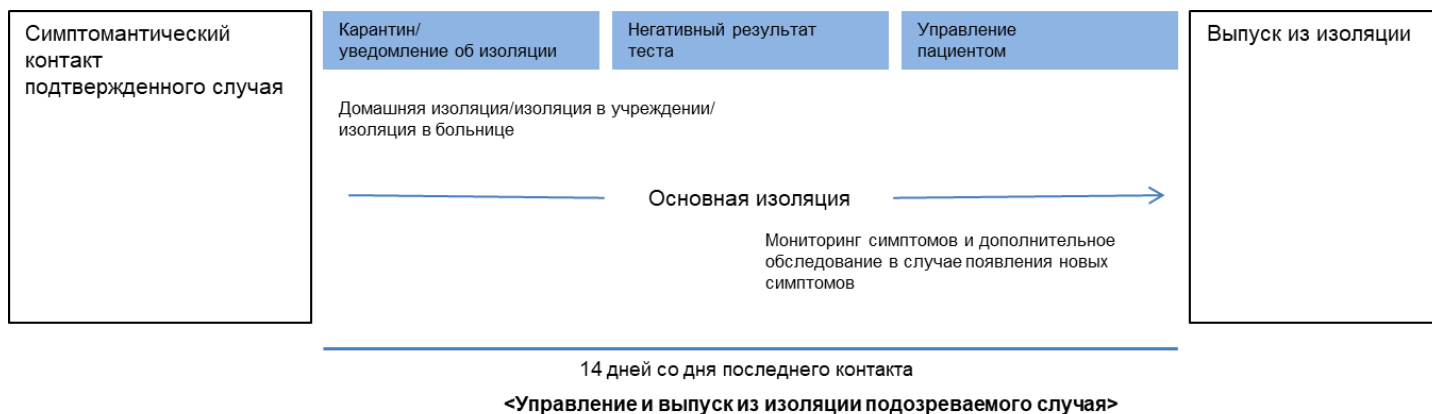 Симптомантический
контакт
подтвержденного случая
Карантин/
уведомление об изоляции
Негативный результат
теста
Управление
пациентом
Выпуск из изоляции
Домашняя изоляция/изоляция в учреждении/
изоляция в больнице
Основная изоляция
Мониторинг симптомов и дополнительное
обследование в случае появления новых
симптомов
14 дней со дня последнего контакта
<Управление и выпуск из изоляции подозреваемого случая>